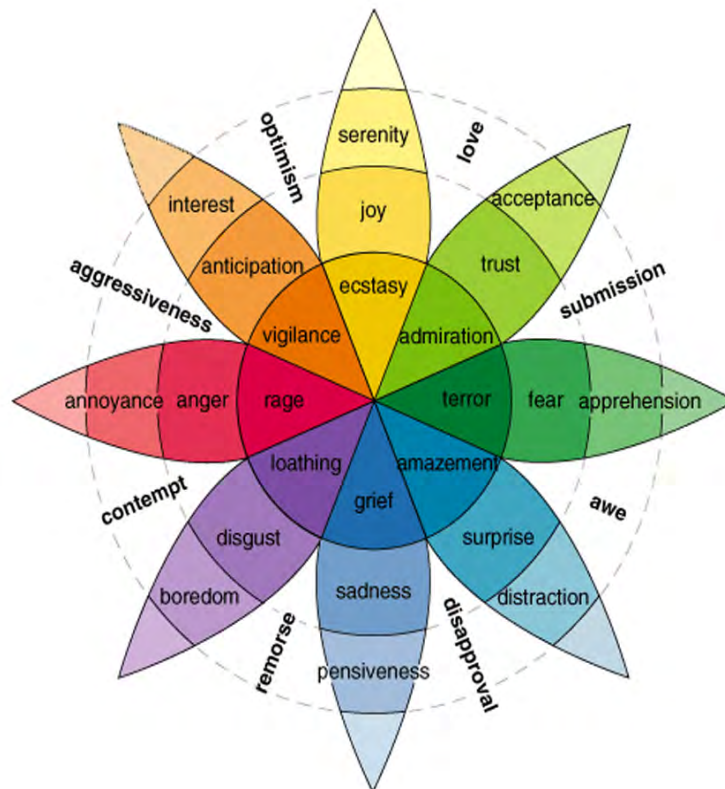 serenity
optimism
love
interest
joy
acceptance
anticipation
trust
aggressiveness
ecstasy
submission
vigilance
admiration
annoyance
anger
rage
terror
fear
apprehension
loathing
amazement
contempt
grief
awe
disgust
surprise
boredom
sadness
distraction
remorse
disapproval
pensiveness